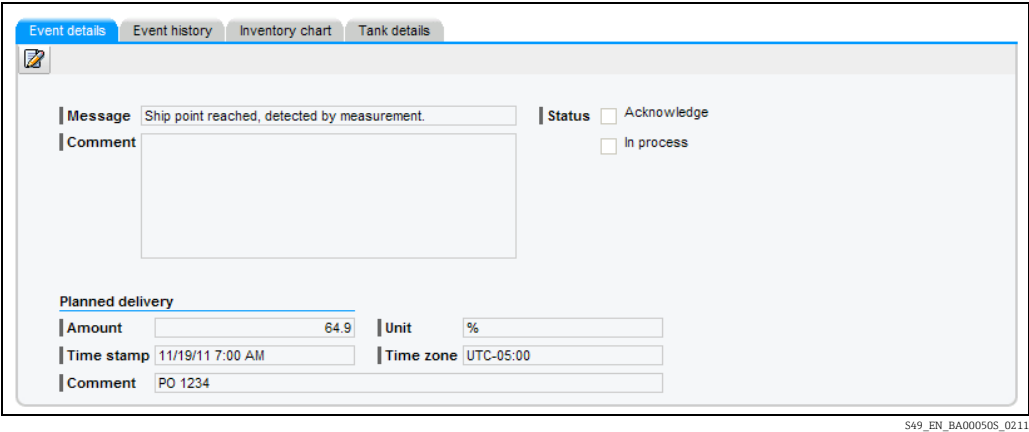 Event details Event history Inventory chart Tank details
Message Ship point reached, detected by measurement. Status Acknowledge
Comment In process
Planned delivery
Amount 64.9 Unit %
Time stamp 11/19/11 7:00 AM Time zone UTC-05:00
Comment PO 1234
S49_EN_BA00050S_0211